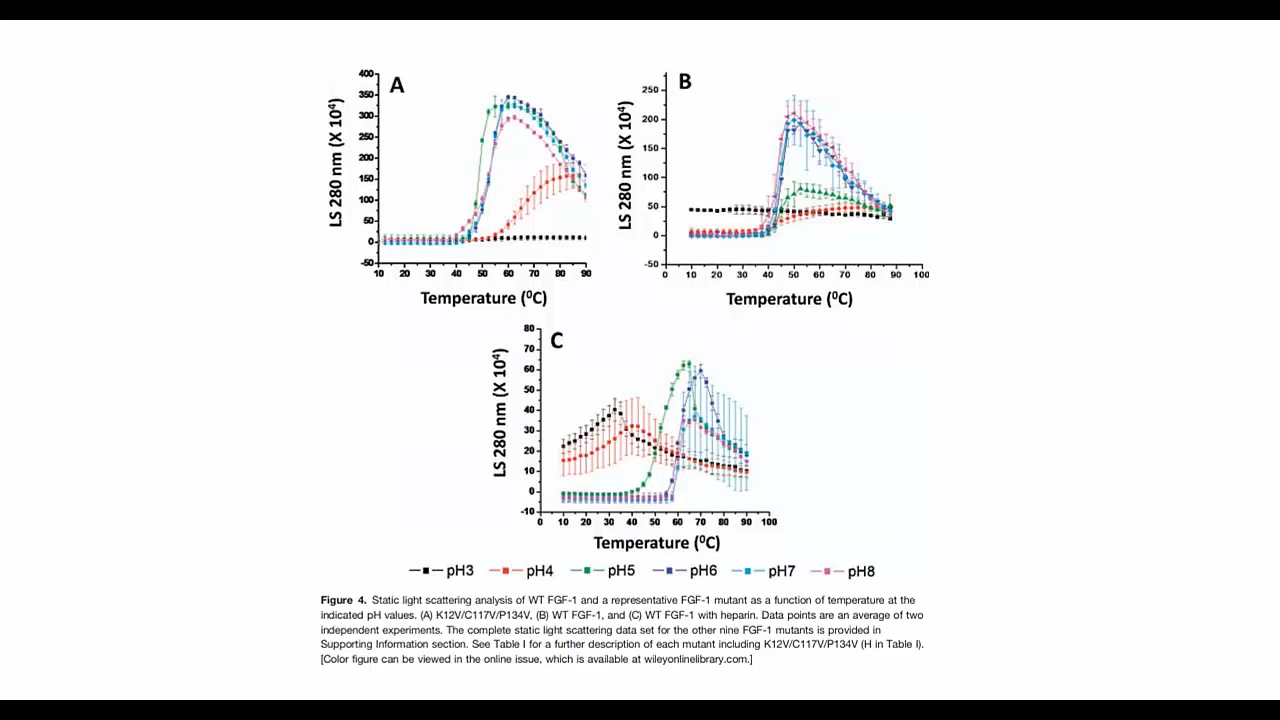 A
LS 280 nm (X 10⁴)
400
350
300
250
200
150
100
50
0
-50
10 20 30 40 50 60 70 80 90
Temperature (⁰C)
B
LS 280 nm (X 10⁴)
250
200
150
100
50
0
-50
0 10 20 30 40 50 60 70 80 90 100
Temperature (⁰C)
C
LS 280 nm (X 10⁴)
80
70
60
50
40
30
20
10
0
-10
0 10 20 30 40 50 60 70 80 90 100
Temperature (⁰C)
pH3 pH4 pH5 pH6 pH7 pH8
Figure 4. Static light scattering analysis of WT FGF-1 and a representative FGF-1 mutant as a function of temperature at the
indicated pH values. (A) K12V/C117V/P134V, (B) WT FGF-1, and (C) WT FGF-1 with heparin. Data points are an average of two
independent experiments. The complete static light scattering data set for the other nine FGF-1 mutants is provided in
Supporting Information section. See Table I for a further description of each mutant including K12V/C117V/P134V (H in Table I).
[Color figure can be viewed in the online issue, which is available at wileyonlinelibrary.com.]